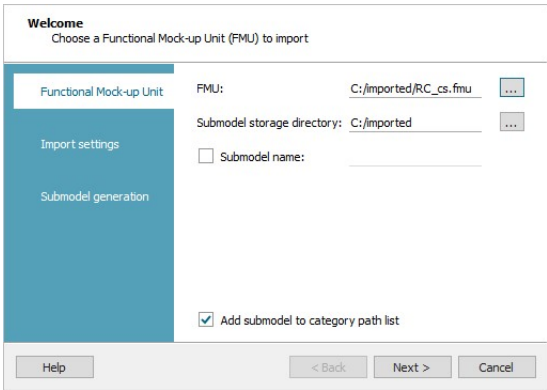 Welcome
Choose a Functional Mock-up Unit (FMU) to import
Functional Mock-up Unit
FMU: C:/imported/RC_cs.fmu ...
Submodel storage directory: C:/imported ...
Import settings
Submodel name:
Submodel generation
Add submodel to category path list
Help < Back Next > Cancel